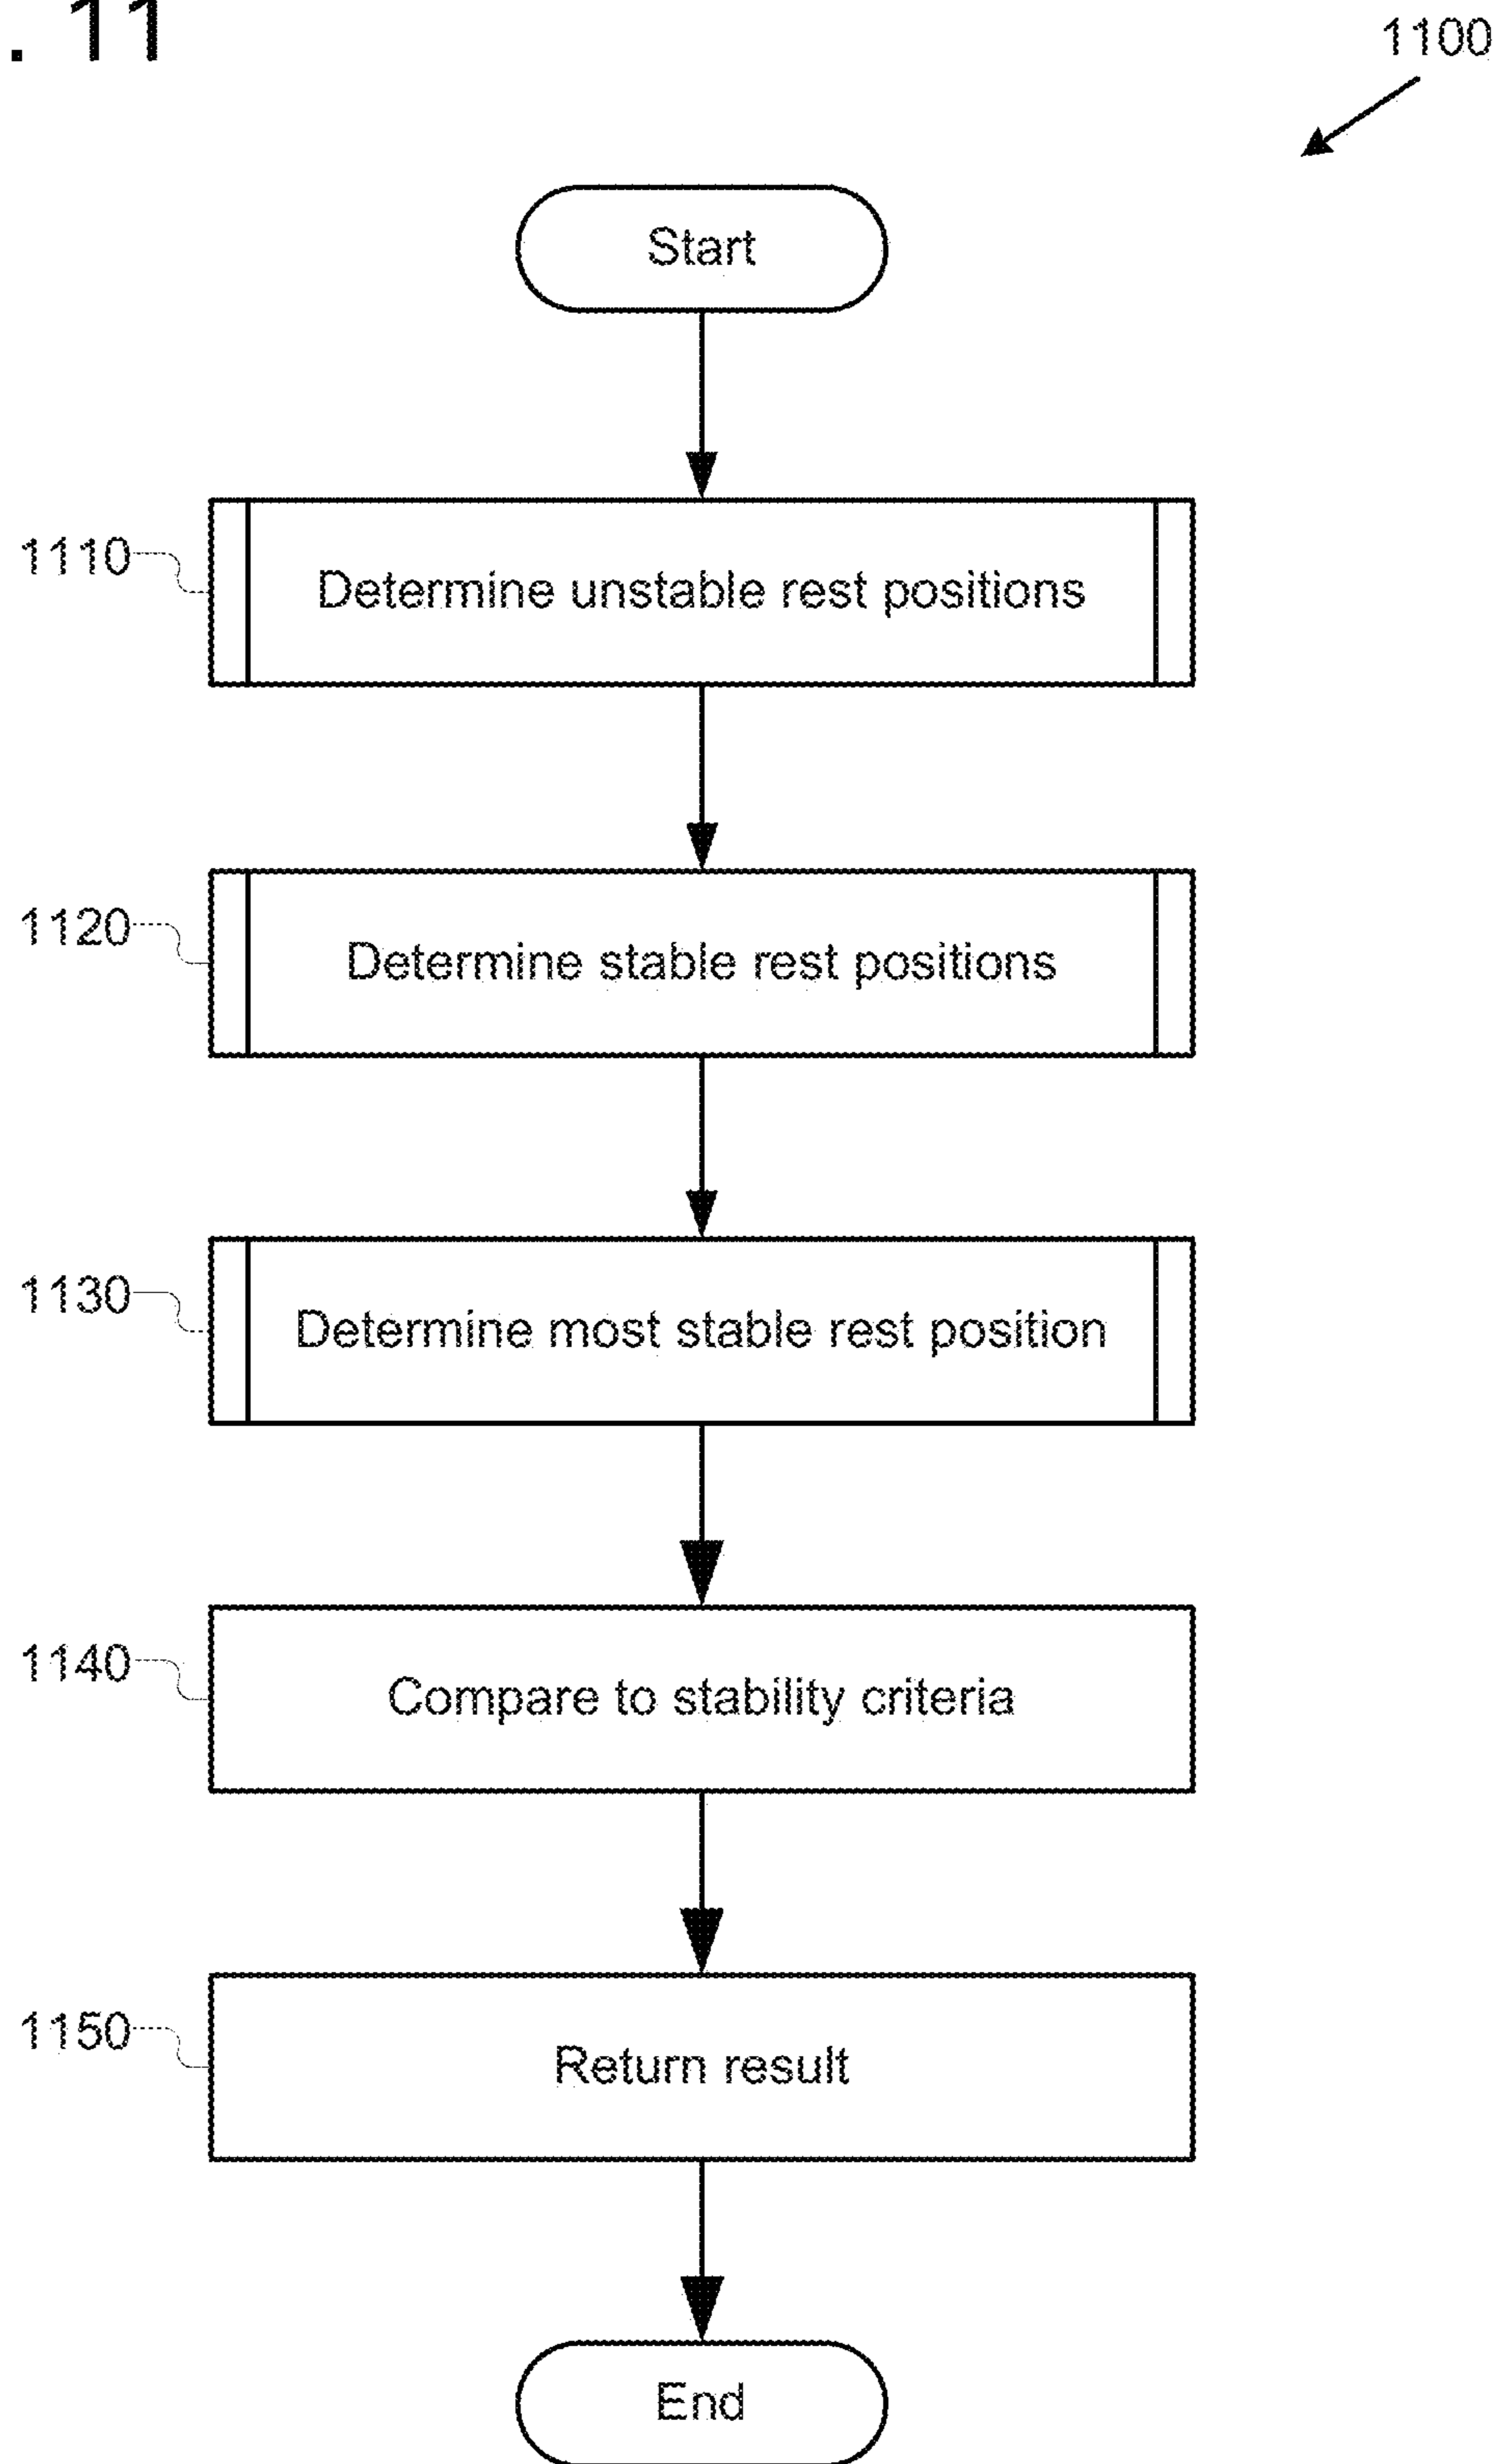 . 11
1100
Start
1110
Determine unstable rest positions
1120
Determine stable rest positions
1130
Determine most stable rest position
1140
Compare to stability criteria
1150
Return result
End